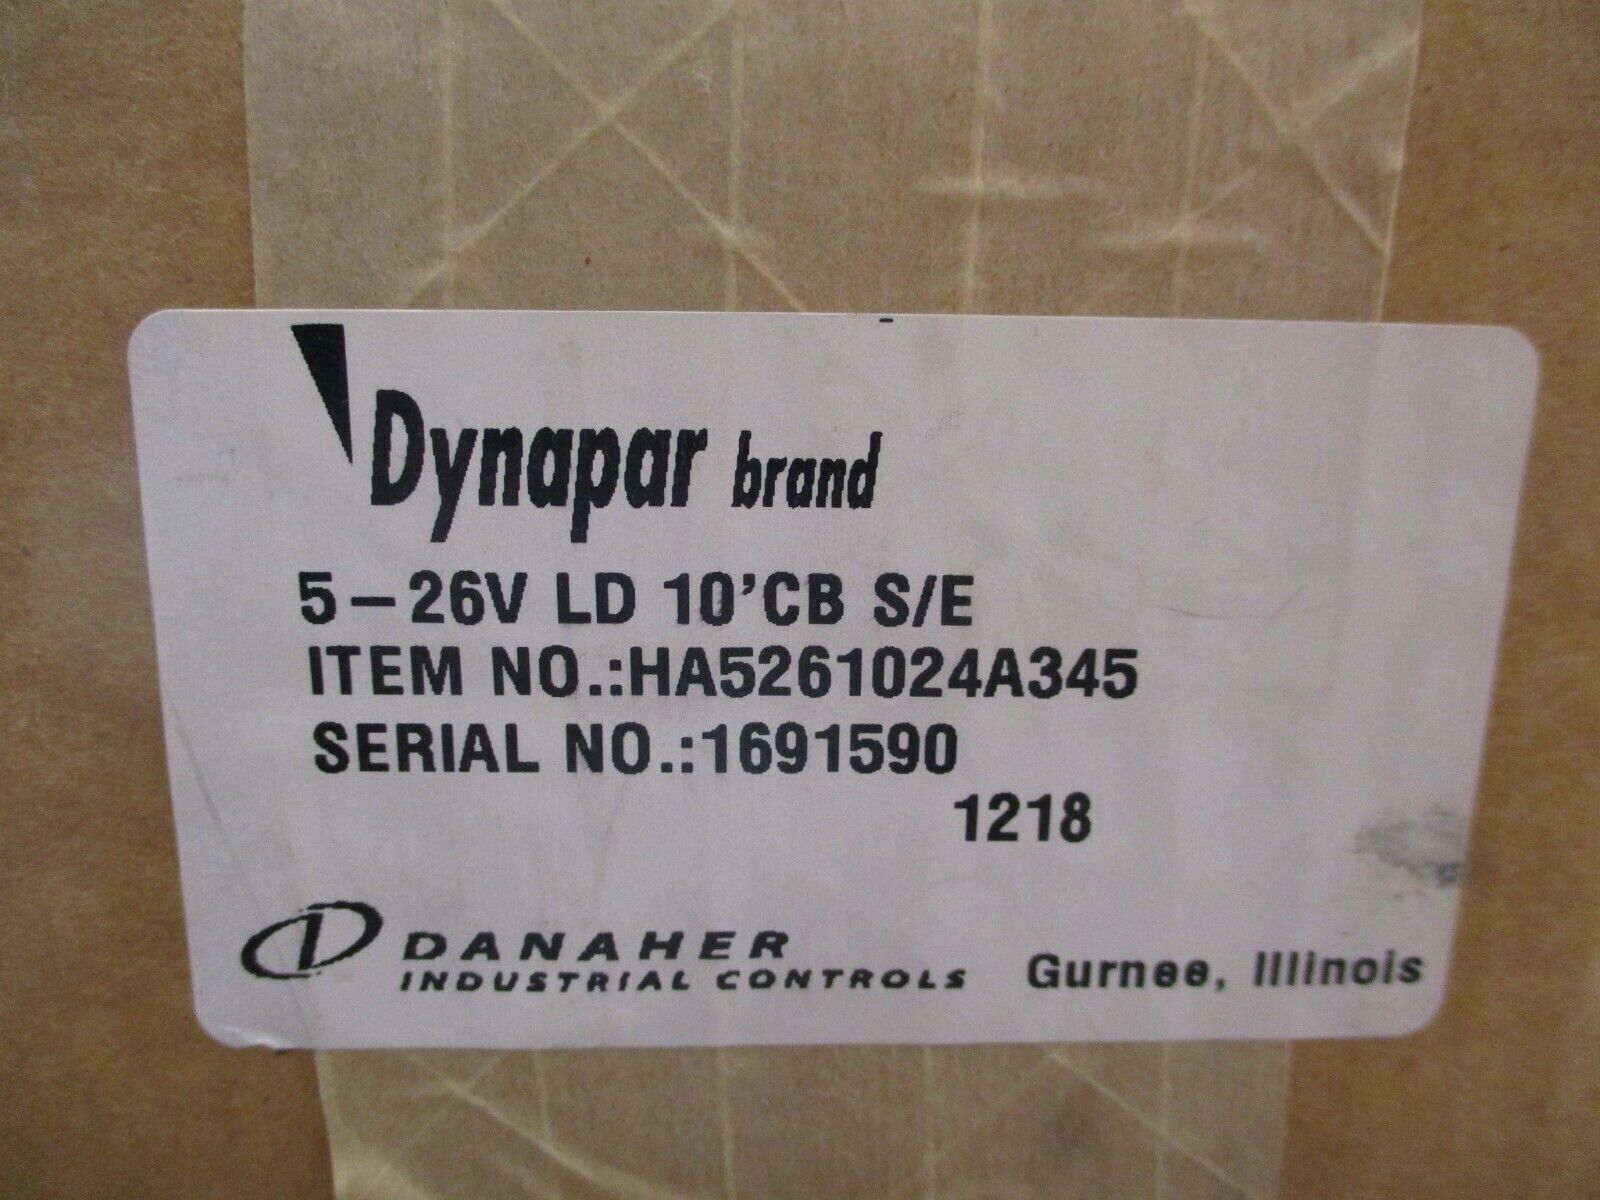 Dynapar brand
5-26V LD 10'CB S/E
ITEM NO.:HA5261024A345
SERIAL NO.:1691590
1218
DANAHER
INDUSTRIAL CONTROLS
Gurnee, Illinois